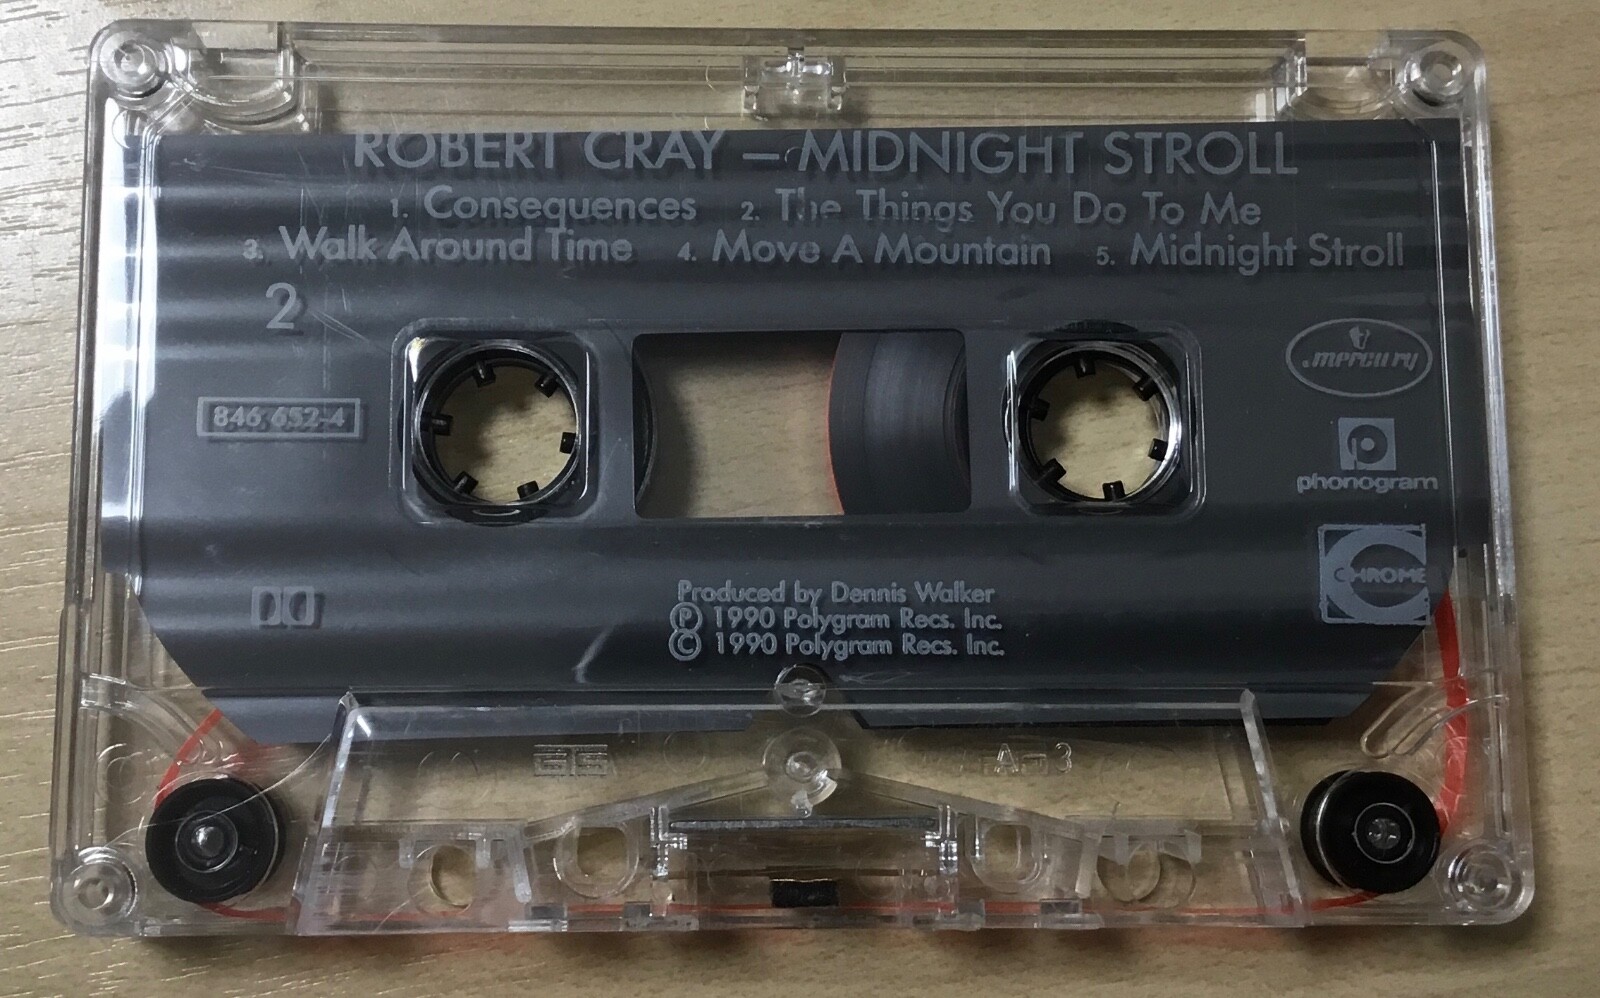 ROBERT CRAY – MIDNIGHT STROLL
1. Consequences 2. The Things You Do To Me
3. Walk Around Time 4. Move A Mountain 5. Midnight Stroll
2
mercury
846 652-4
phonogram
CHROME
Produced by Dennis Walker
Ⓟ 1990 Polygram Recs. Inc.
© 1990 Polygram Recs. Inc.
A-3